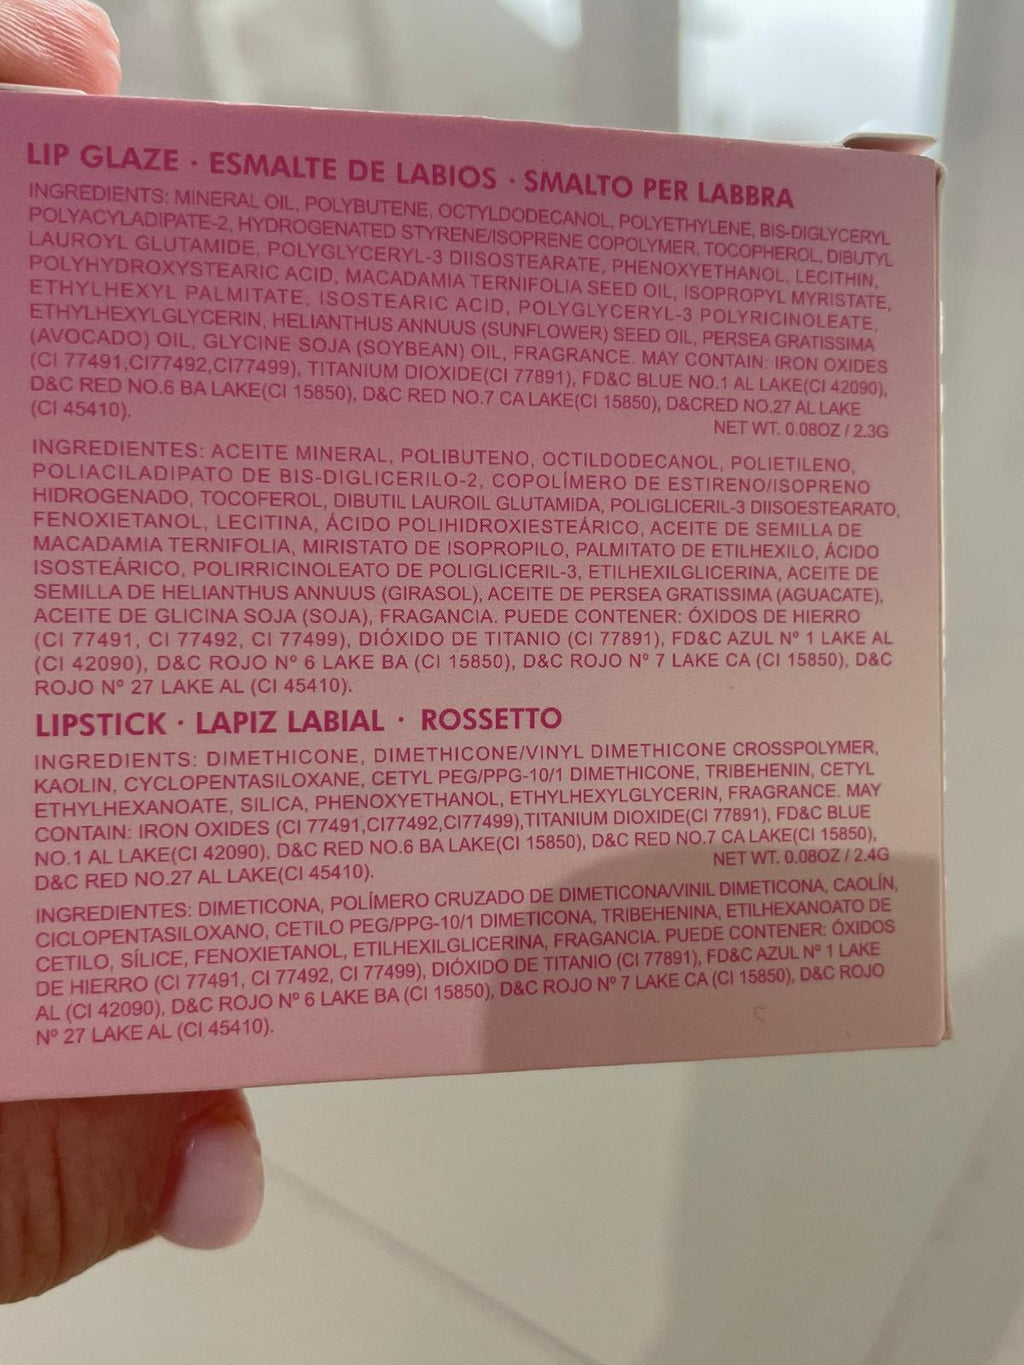 LIP GLAZE · ESMALTE DE LABIOS · SMALTO PER LABBRA
INGREDIENTS: MINERAL OIL, POLYBUTENE, OCTYLDODECANOL, POLYETHYLENE, BIS-DIGLYCERYL
POLYACYLADIPATE-2, HYDROGENATED STYRENE/ISOPRENE COPOLYMER, TOCOPHEROL, DIBUTYL
LAUROYL GLUTAMIDE, POLYGLYCERYL-3 DIISOSTEARATE, PHENOXYETHANOL, LECITHIN,
POLYHYDROXYSTEARIC ACID, MACADAMIA TERNIFOLIA SEED OIL, ISOPROPYL MYRISTATE,
ETHYLHEXYL PALMITATE, ISOSTEARIC ACID, POLYGLYCERYL-3 POLYRICINOLEATE,
ETHYLHEXYLGLYCERIN, HELIANTHUS ANNUUS (SUNFLOWER) SEED OIL, PERSEA GRATISSIMA
(AVOCADO) OIL, GLYCINE SOJA (SOYBEAN) OIL, FRAGRANCE. MAY CONTAIN: IRON OXIDES
(CI 77491,CI77492,CI77499), TITANIUM DIOXIDE(CI 77891), FD&C BLUE NO.1 AL LAKE(CI 42090),
D&C RED NO.6 BA LAKE(CI 15850), D&C RED NO.7 CA LAKE(CI 15850), D&CRED NO.27 AL LAKE
(CI 45410).
NET WT. 0.08OZ / 2.3G
INGREDIENTES: ACEITE MINERAL, POLIBUTENO, OCTILDODECANOL, POLIETILENO,
POLIACILADIPATO DE BIS-DIGLICERILO-2, COPOLÍMERO DE ESTIRENO/ISOPRENO
HIDROGENADO, TOCOFEROL, DIBUTIL LAUROIL GLUTAMIDA, POLIGLICERIL-3 DIISOESTEARATO,
FENOXIETANOL, LECITINA, ÁCIDO POLIHIDROXIESTEÁRICO, ACEITE DE SEMILLA DE
MACADAMIA TERNIFOLIA, MIRISTATO DE ISOPROPILO, PALMITATO DE ETILHEXILO, ÁCIDO
ISOSTEÁRICO, POLIRRICINOLEATO DE POLIGLICERIL-3, ETILHEXILGLICERINA, ACEITE DE
SEMILLA DE HELIANTHUS ANNUUS (GIRASOL), ACEITE DE PERSEA GRATISSIMA (AGUACATE),
ACEITE DE GLICINA SOJA (SOJA), FRAGANCIA. PUEDE CONTENER: ÓXIDOS DE HIERRO
(CI 77491, CI 77492, CI 77499), DIÓXIDO DE TITANIO (CI 77891), FD&C AZUL Nº 1 LAKE AL
(CI 42090), D&C ROJO Nº 6 LAKE BA (CI 15850), D&C ROJO Nº 7 LAKE CA (CI 15850), D&C
ROJO Nº 27 LAKE AL (CI 45410).
LIPSTICK · LAPIZ LABIAL · ROSSETTO
INGREDIENTS: DIMETHICONE, DIMETHICONE/VINYL DIMETHICONE CROSSPOLYMER,
KAOLIN, CYCLOPENTASILOXANE, CETYL PEG/PPG-10/1 DIMETHICONE, TRIBEHENIN, CETYL
ETHYLHEXANOATE, SILICA, PHENOXYETHANOL, ETHYLHEXYLGLYCERIN, FRAGRANCE. MAY
CONTAIN: IRON OXIDES (CI 77491,CI77492,CI77499),TITANIUM DIOXIDE(CI 77891), FD&C BLUE
NO.1 AL LAKE(CI 42090), D&C RED NO.6 BA LAKE(CI 15850), D&C RED NO.7 CA LAKE(CI 15850),
D&C RED NO.27 AL LAKE(CI 45410).
NET WT. 0.08OZ / 2.4G
INGREDIENTES: DIMETICONA, POLÍMERO CRUZADO DE DIMETICONA/VINIL DIMETICONA, CAOLÍN,
CICLOPENTASILOXANO, CETILO PEG/PPG-10/1 DIMETICONA, TRIBEHENINA, ETILHEXANOATO DE
CETILO, SÍLICE, FENOXIETANOL, ETILHEXILGLICERINA, FRAGANCIA. PUEDE CONTENER: ÓXIDOS
DE HIERRO (CI 77491, CI 77492, CI 77499), DIÓXIDO DE TITANIO (CI 77891), FD&C AZUL Nº 1 LAKE
AL (CI 42090), D&C ROJO Nº 6 LAKE BA (CI 15850), D&C ROJO Nº 7 LAKE CA (CI 15850), D&C ROJO
Nº 27 LAKE AL (CI 45410).